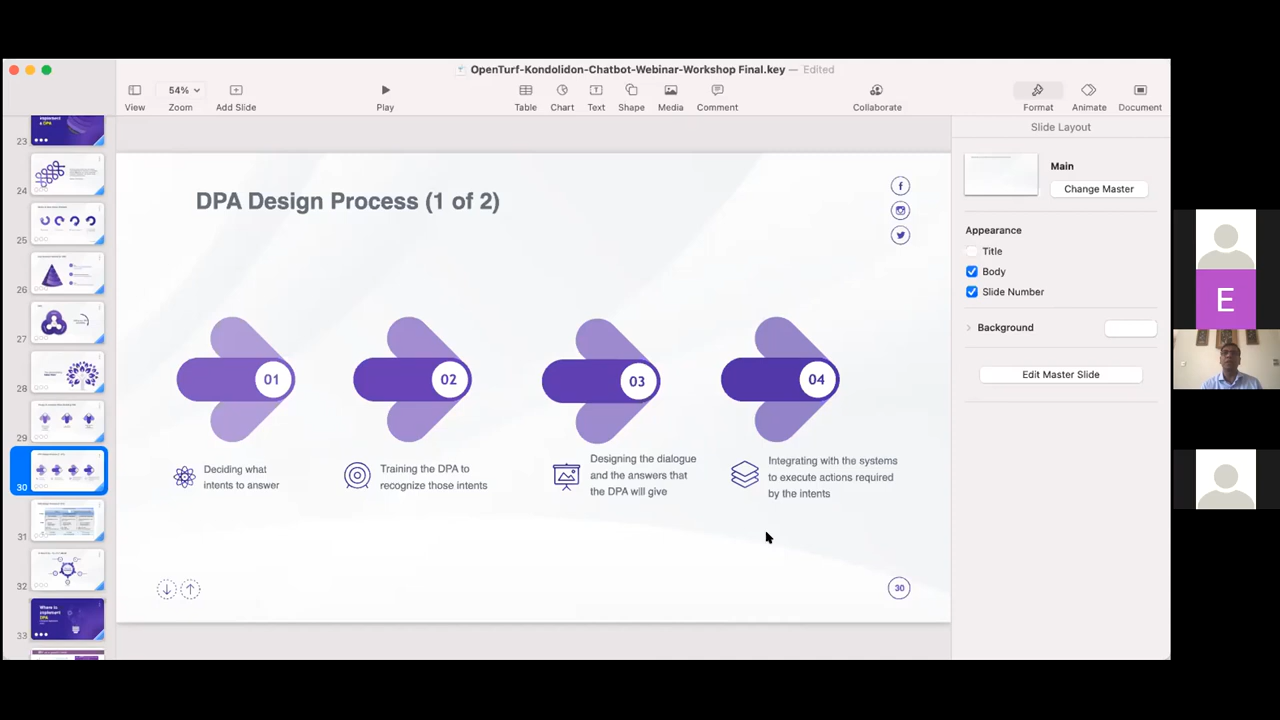 OpenTurf-Kondolidon-Chatbot-Webinar-Workshop Final.key — Edited
View
54%
Zoom
Add Slide
Play
Table
Chart
Text
Shape
Media
Comment
Collaborate
Format
Animate
Document
Slide Layout
Main
Change Master
Appearance
Title
Body
Slide Number
Background
Edit Master Slide
23
24
25
26
27
28
29
30
31
32
33
Where to
implement
DPA
DPA Design Process (1 of 2)
f
01
02
03
04
Deciding what
intents to answer
Training the DPA to
recognize those intents
Designing the dialogue
and the answers that
the DPA will give
Integrating with the systems
to execute actions required
by the intents
30
E